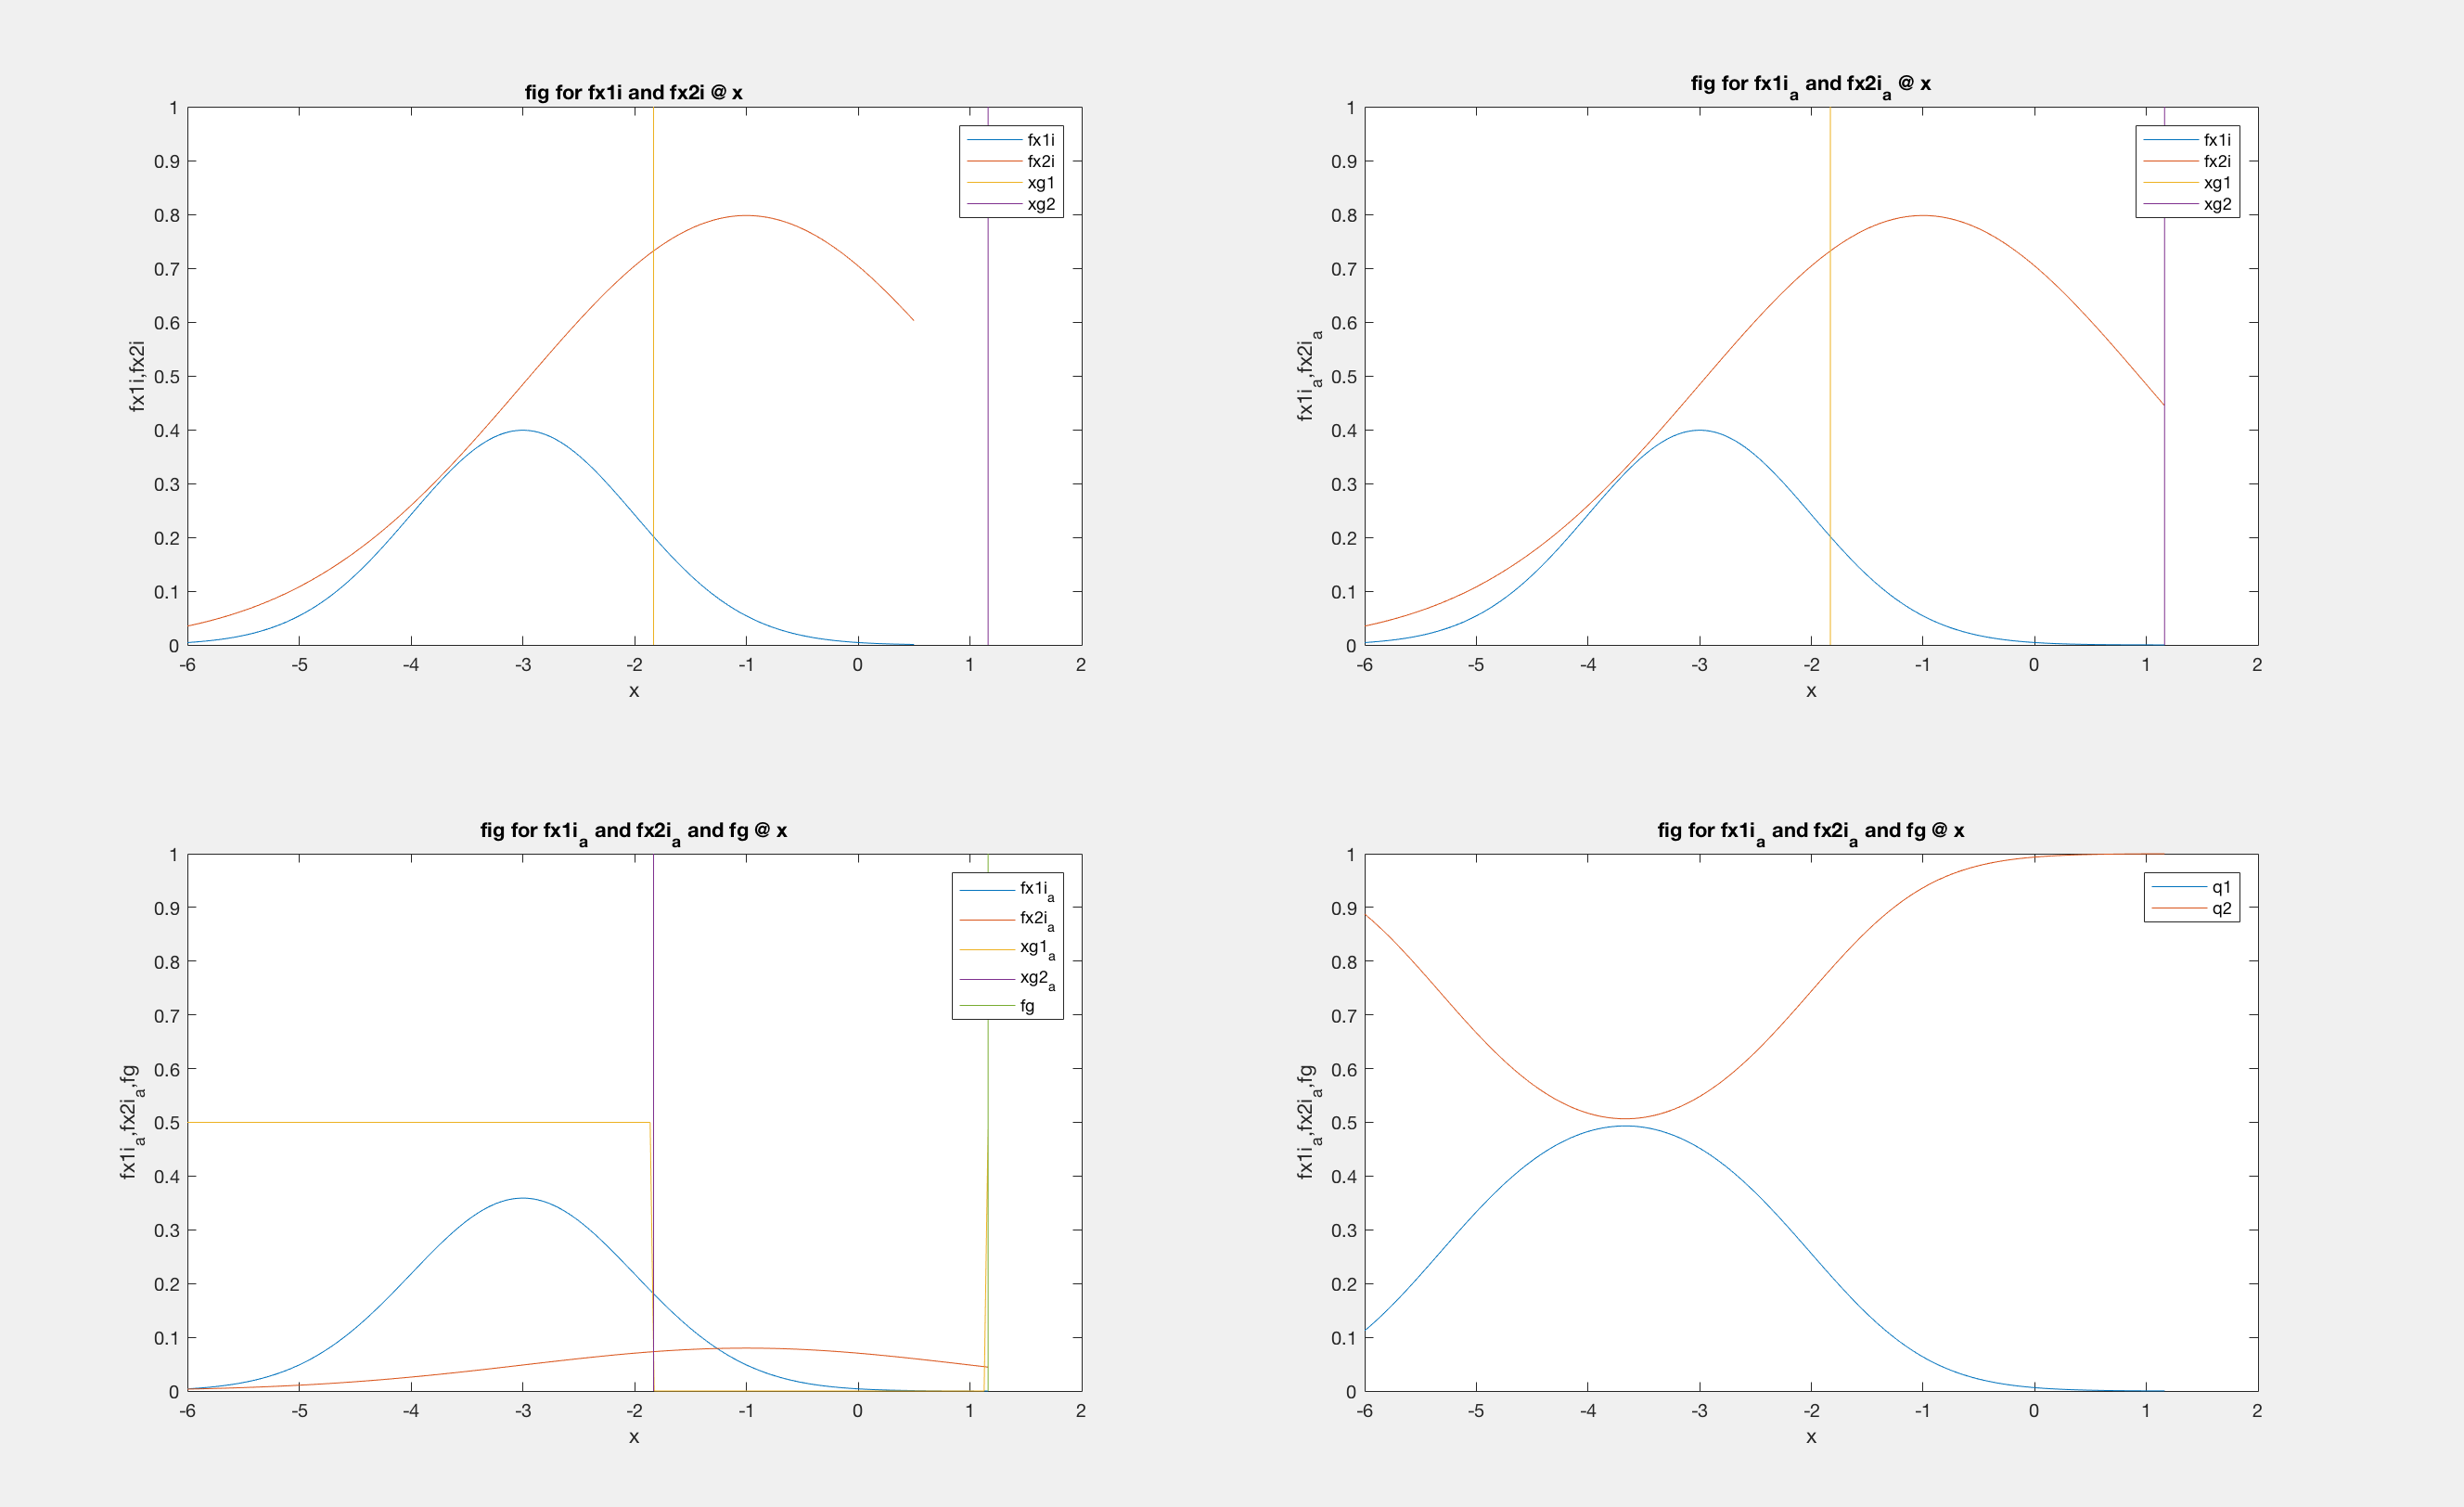 fig for fx1i and fx2i @ x
1
0.9
0.8
0.7
0.6
0.5
0.4
0.3
0.2
0.1
0
fx1i,fx2i
-6 -5 -4 -3 -2 -1 0 1 2
x
fx1i
fx2i
xg1
xg2
fig for fx1ia and fx2ia @ x
1
0.9
0.8
0.7
0.6
0.5
0.4
0.3
0.2
0.1
0
fx1ia,fx2ia
-6 -5 -4 -3 -2 -1 0 1 2
x
fx1i
fx2i
xg1
xg2
fig for fx1ia and fx2ia and fg @ x
1
0.9
0.8
0.7
0.6
0.5
0.4
0.3
0.2
0.1
0
fx1ia,fx2ia,fg
-6 -5 -4 -3 -2 -1 0 1 2
x
fx1ia
fx2ia
xg1a
xg2a
fg
fig for fx1ia and fx2ia and fg @ x
1
0.9
0.8
0.7
0.6
0.5
0.4
0.3
0.2
0.1
0
fx1ia,fx2ia,fg
-6 -5 -4 -3 -2 -1 0 1 2
x
q1
q2